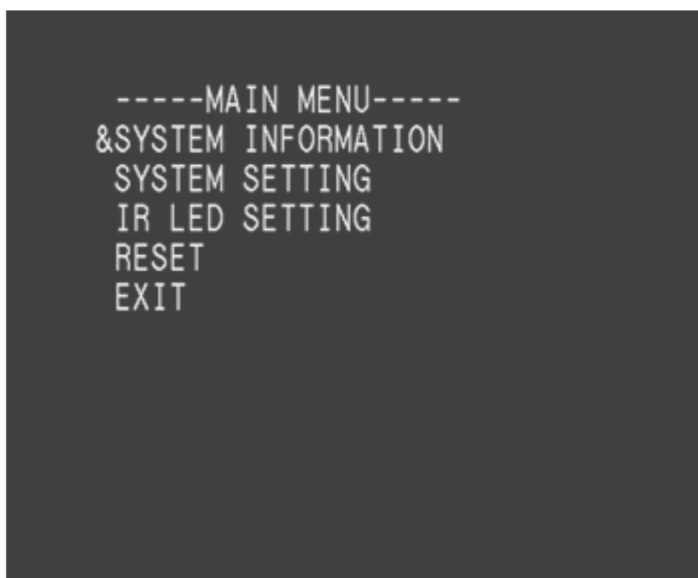 -----MAIN MENU-----
&SYSTEM INFORMATION
SYSTEM SETTING
IR LED SETTING
RESET
EXIT